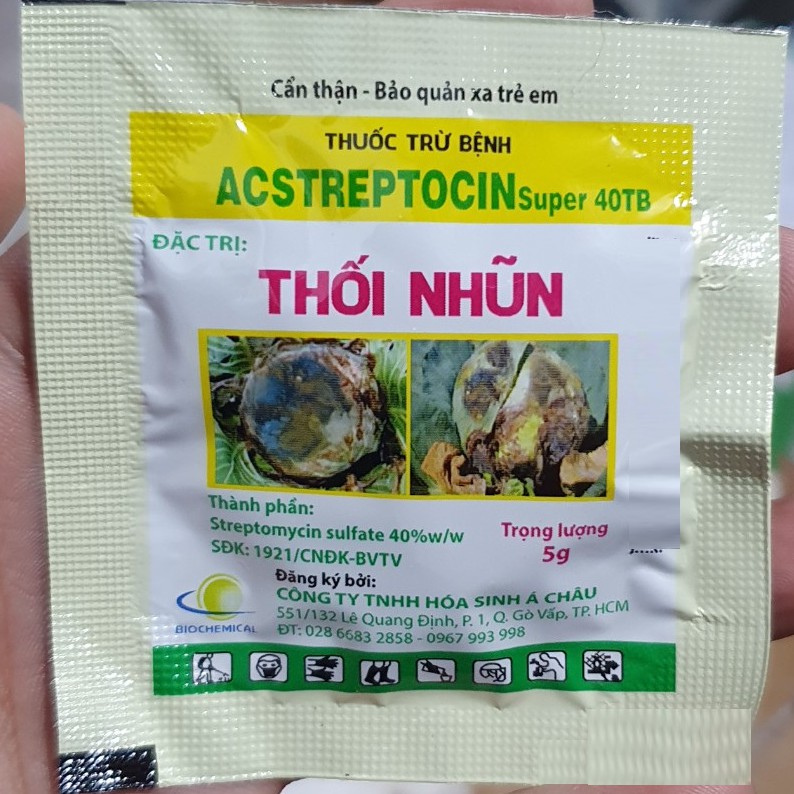 Cẩn thận - Bảo quản xa trẻ em
THUỐC TRỪ BỆNH
ACSTREPTOCIN Super 40TB
ĐẶC TRỊ:
THỐI NHŨN
Thành phần:
Streptomycin sulfate 40%w/w
SĐK: 1921/CNĐK-BVTV
Trọng lượng
5g
Đăng ký bởi:
CÔNG TY TNHH HÓA SINH Á CHÂU
551/132 Lê Quang Định, P. 1, Q. Gò Vấp, TP. HCM
ĐT: 028 6683 2858 - 0967 993 998
BIOCHEMICAL